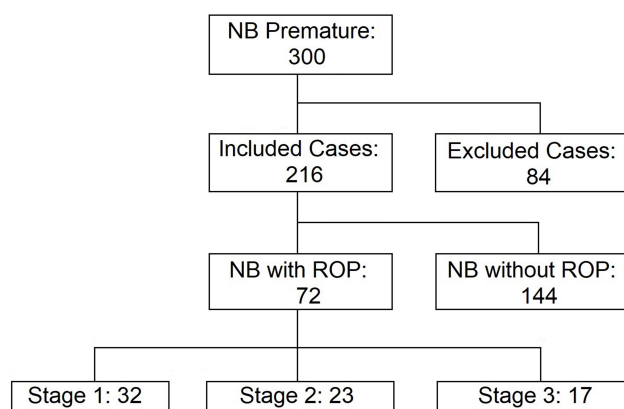 NB Premature:
300
Included Cases:
216
Excluded Cases:
84
NB with ROP:
72
NB without ROP:
144
Stage 1: 32
Stage 2: 23
Stage 3: 17